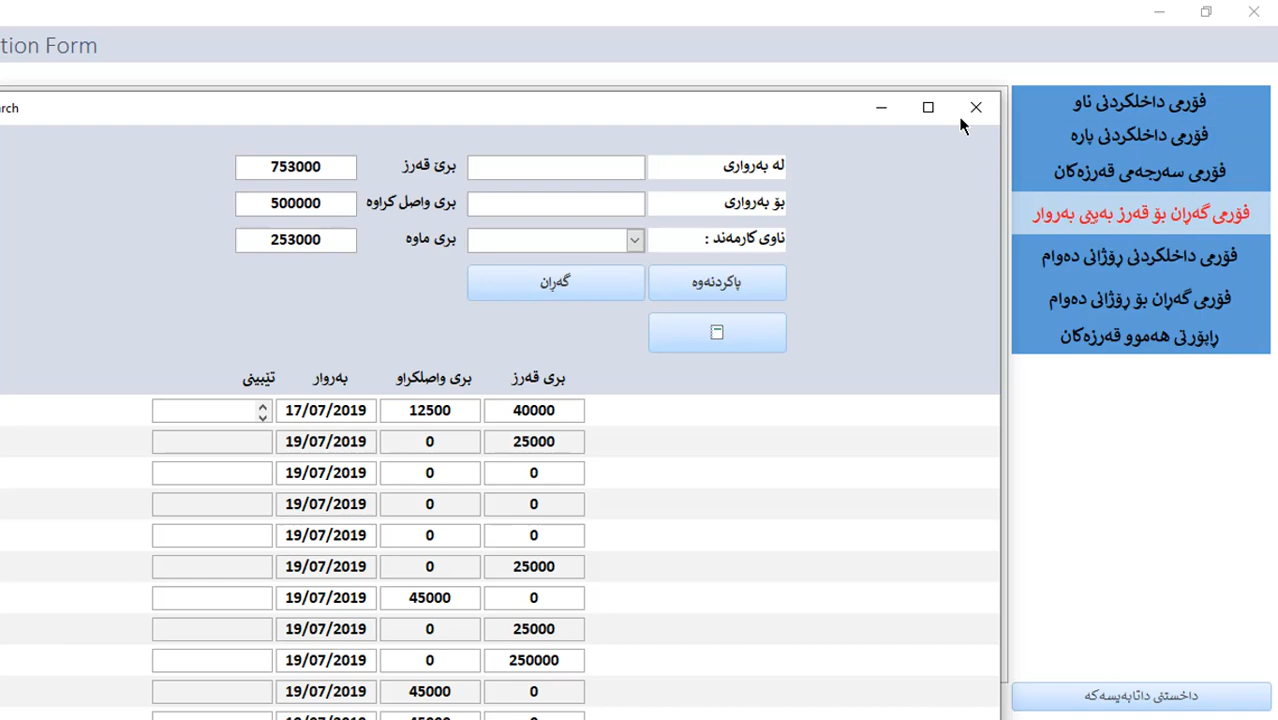 tion Form
rch
لە بەرواری
برێ قەرز
753000
بۆ بەرواری
بری واصل کراوە
500000
ناوی کارمەند :
بری ماوە
253000
پاکردنەوە
گەڕان
بری قەرز
بری واصلکراو
بەروار
تێبینی
40000 12500 17/07/2019
25000 0 19/07/2019
0 0 19/07/2019
0 0 19/07/2019
0 0 19/07/2019
25000 0 19/07/2019
0 45000 19/07/2019
25000 0 19/07/2019
250000 0 19/07/2019
0 45000 19/07/2019
فۆرمی داخلکردنی ناو
فۆرمی داخلکردنی پارە
فۆرمی سەرجەمی قەرزەکان
فۆرمی گەڕان بۆ قەرز بەپێی بەروار
فۆرمی داخلکردنی ڕۆژانی دەوام
فۆرمی گەڕان بۆ ڕۆژانی دەوام
ڕاپۆرتی هەموو قەرزەکان
داخستنی داتابەیسەکە